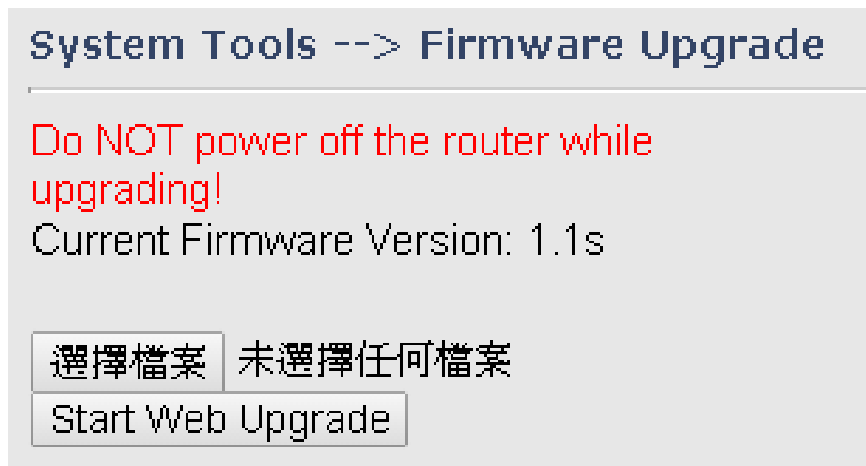 System Tools --> Firmware Upgrade
Do NOT power off the router while
upgrading!
Current Firmware Version: 1.1s
選擇檔案 未選擇任何檔案
Start Web Upgrade